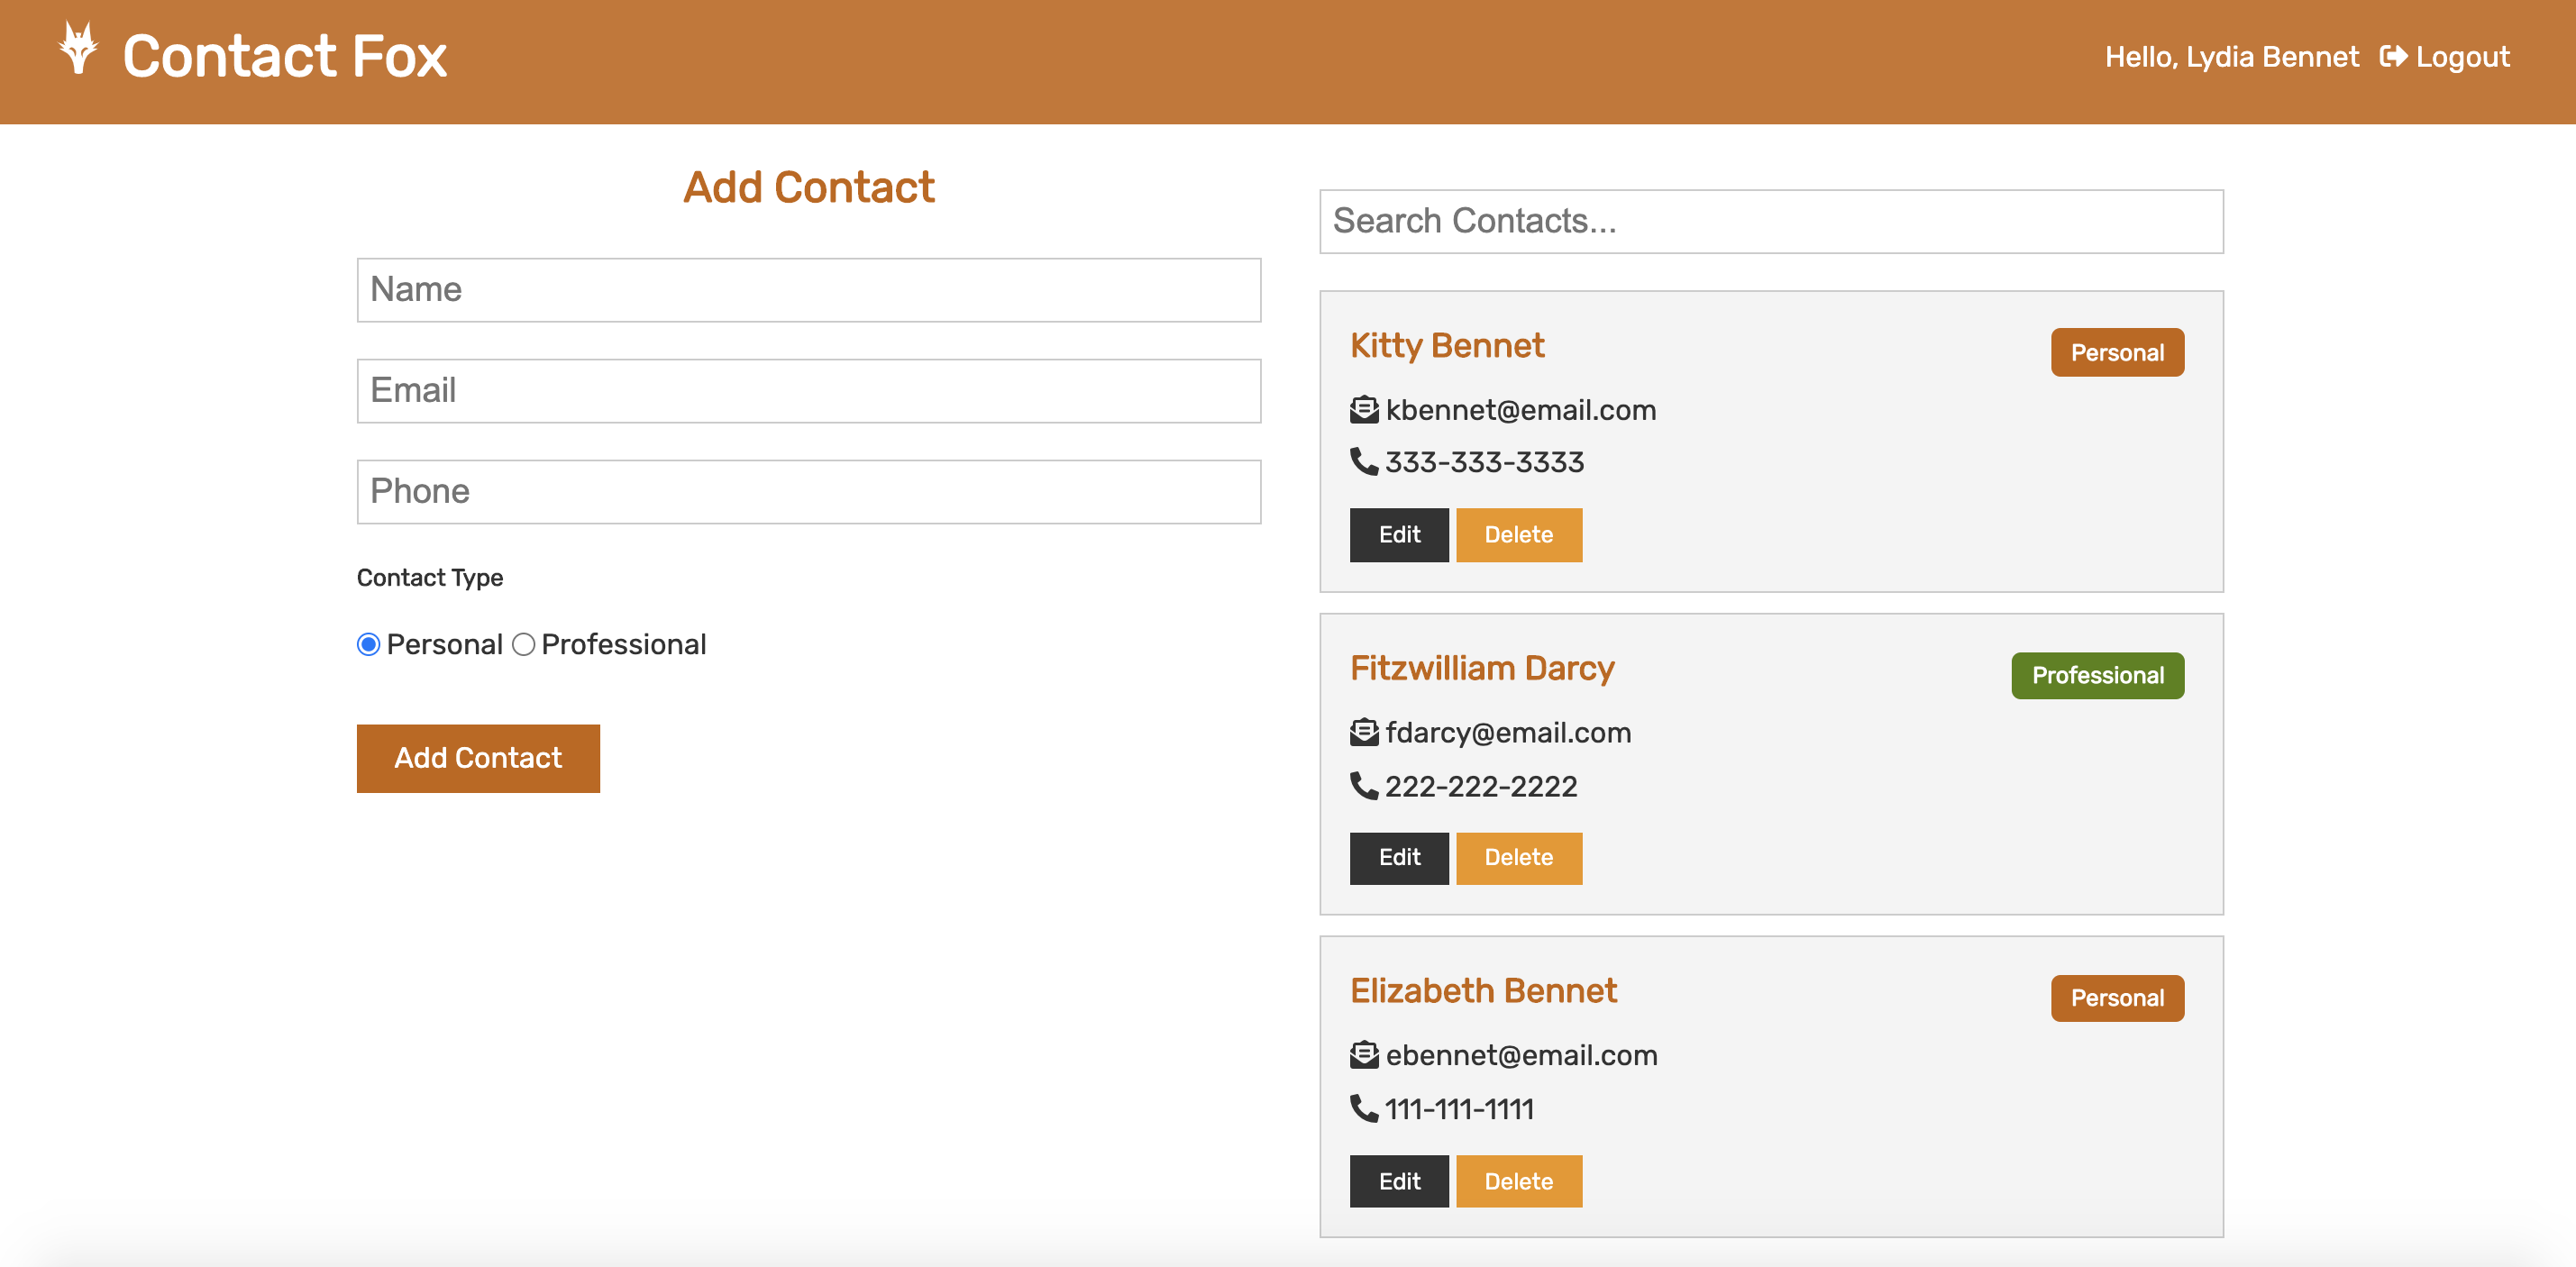 Contact Fox
Hello, Lydia Bennet Logout
Add Contact
Name
Email
Phone
Contact Type
Personal Professional
Add Contact
Search Contacts...
Kitty Bennet
Personal
kbennet@email.com
333-333-3333
Edit Delete
Fitzwilliam Darcy
Professional
fdarcy@email.com
222-222-2222
Edit Delete
Elizabeth Bennet
Personal
ebennet@email.com
111-111-1111
Edit Delete